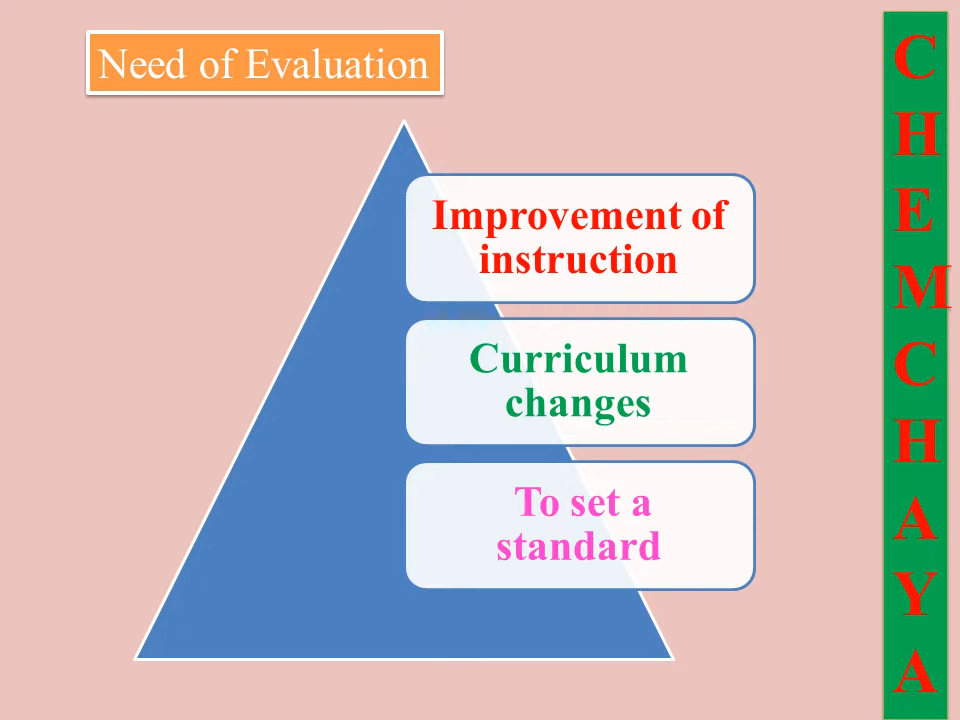 Need of Evaluation
Improvement of
instruction
Curriculum
changes
To set a
standard
C
H
E
M
C
H
A
Y
A